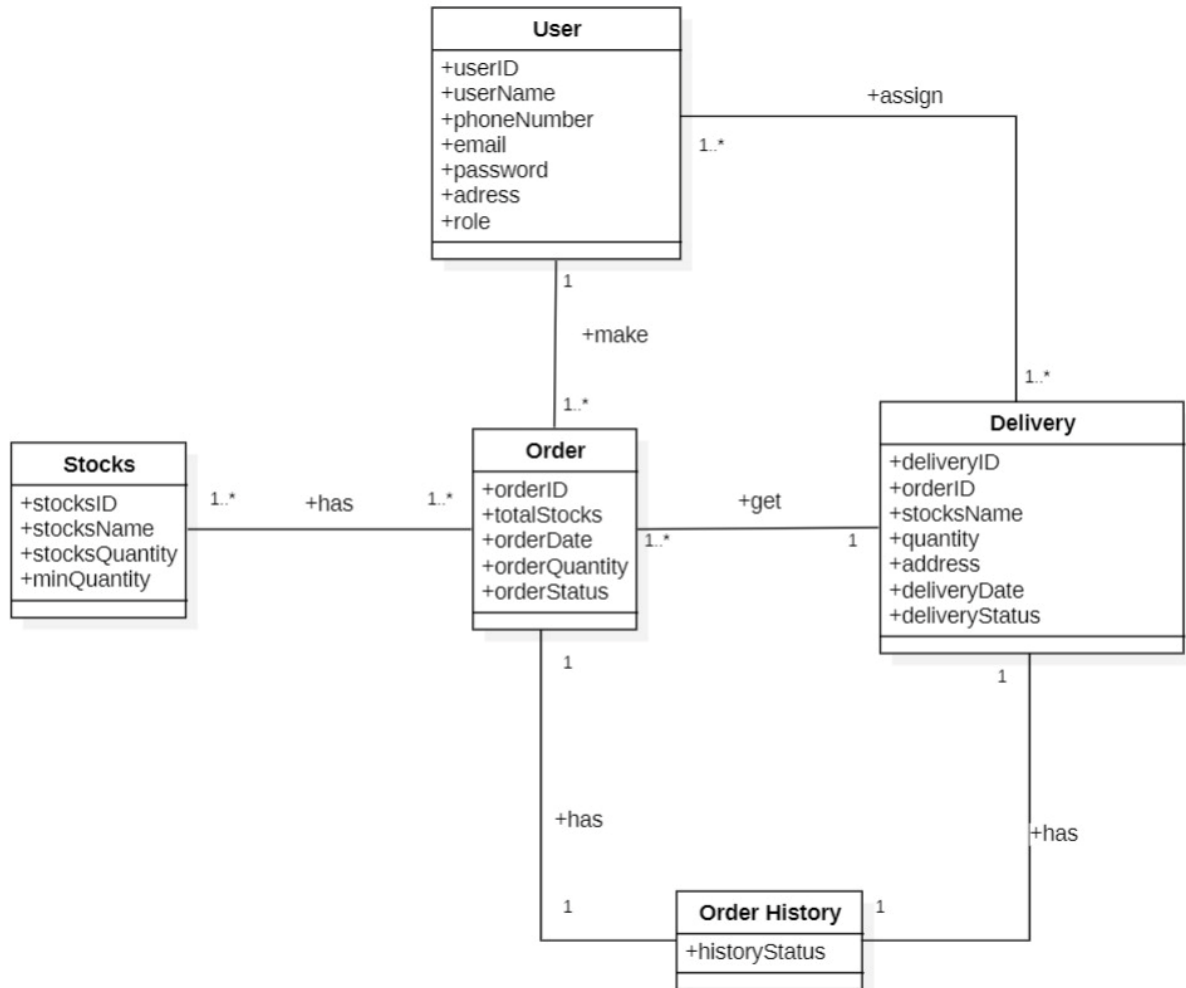 User
+userID
+userName
+phoneNumber
+email
+password
+adress
+role
+assign
1..*
1
+make
1..*
1..*
Stocks
+stocksID
+stocksName
+stocksQuantity
+minQuantity
1..*
+has
1..*
Order
+orderID
+totalStocks
+orderDate
+orderQuantity
+orderStatus
+get
1..*
1
Delivery
+deliveryID
+orderID
+stocksName
+quantity
+address
+deliveryDate
+deliveryStatus
1
1
+has
+has
1
Order History
+historyStatus
1